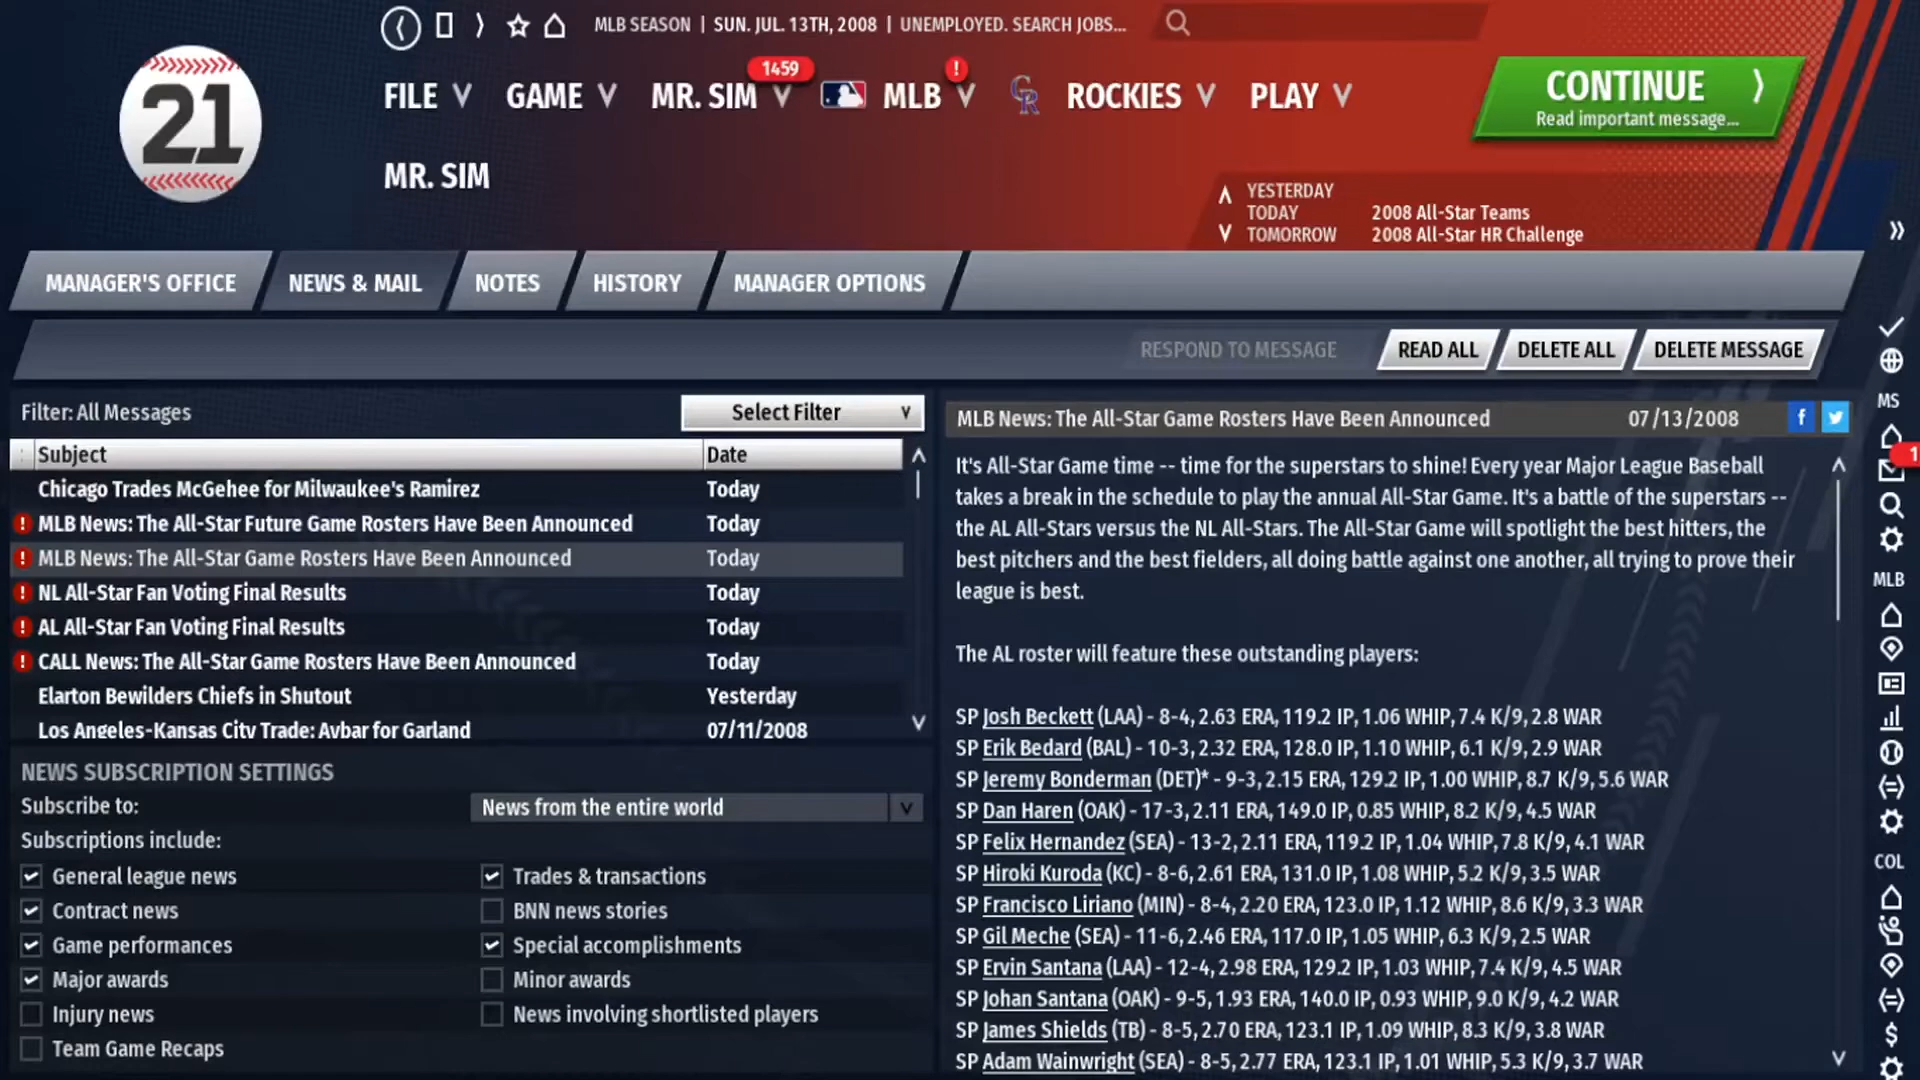 MLB SEASON | SUN. JUL. 13TH, 2008 | UNEMPLOYED. SEARCH JOBS...
21
FILE GAME MR. SIM 1459 MLB ! CR ROCKIES PLAY
CONTINUE
Read important message...
MR. SIM
YESTERDAY
TODAY 2008 All-Star Teams
TOMORROW 2008 All-Star HR Challenge
MANAGER'S OFFICE NEWS & MAIL NOTES HISTORY MANAGER OPTIONS
RESPOND TO MESSAGE READ ALL DELETE ALL DELETE MESSAGE
Filter: All Messages Select Filter
Subject Date
Chicago Trades McGehee for Milwaukee's Ramirez Today
! MLB News: The All-Star Future Game Rosters Have Been Announced Today
! MLB News: The All-Star Game Rosters Have Been Announced Today
! NL All-Star Fan Voting Final Results Today
! AL All-Star Fan Voting Final Results Today
! CALL News: The All-Star Game Rosters Have Been Announced Today
Elarton Bewilders Chiefs in Shutout Yesterday
Los Angeles-Kansas City Trade: Aybar for Garland 07/11/2008
NEWS SUBSCRIPTION SETTINGS
Subscribe to: News from the entire world
Subscriptions include:
General league news Trades & transactions
Contract news BNN news stories
Game performances Special accomplishments
Major awards Minor awards
Injury news News involving shortlisted players
Team Game Recaps
MLB News: The All-Star Game Rosters Have Been Announced 07/13/2008
It's All-Star Game time -- time for the superstars to shine! Every year Major League Baseball
takes a break in the schedule to play the annual All-Star Game. It's a battle of the superstars --
the AL All-Stars versus the NL All-Stars. The All-Star Game will spotlight the best hitters, the
best pitchers and the best fielders, all doing battle against one another, all trying to prove their
league is best.
The AL roster will feature these outstanding players:
SP Josh Beckett (LAA) - 8-4, 2.63 ERA, 119.2 IP, 1.06 WHIP, 7.4 K/9, 2.8 WAR
SP Erik Bedard (BAL) - 10-3, 2.32 ERA, 128.0 IP, 1.10 WHIP, 6.1 K/9, 2.9 WAR
SP Jeremy Bonderman (DET)* - 9-3, 2.15 ERA, 129.2 IP, 1.00 WHIP, 8.7 K/9, 5.6 WAR
SP Dan Haren (OAK) - 17-3, 2.11 ERA, 149.0 IP, 0.85 WHIP, 8.2 K/9, 4.5 WAR
SP Felix Hernandez (SEA) - 13-2, 2.11 ERA, 119.2 IP, 1.04 WHIP, 7.8 K/9, 4.1 WAR
SP Hiroki Kuroda (KC) - 8-6, 2.61 ERA, 131.0 IP, 1.08 WHIP, 5.2 K/9, 3.5 WAR
SP Francisco Liriano (MIN) - 8-4, 2.20 ERA, 123.0 IP, 1.12 WHIP, 8.6 K/9, 3.3 WAR
SP Gil Meche (SEA) - 11-6, 2.46 ERA, 117.0 IP, 1.05 WHIP, 6.3 K/9, 2.5 WAR
SP Ervin Santana (LAA) - 12-4, 2.98 ERA, 129.2 IP, 1.03 WHIP, 7.4 K/9, 4.5 WAR
SP Johan Santana (OAK) - 9-5, 1.93 ERA, 140.0 IP, 0.93 WHIP, 9.0 K/9, 4.2 WAR
SP James Shields (TB) - 8-5, 2.70 ERA, 123.1 IP, 1.09 WHIP, 8.3 K/9, 3.8 WAR
SP Adam Wainwright (SEA) - 8-5, 2.77 ERA, 123.1 IP, 1.01 WHIP, 5.3 K/9, 3.7 WAR
MS
1
MLB
COL
$